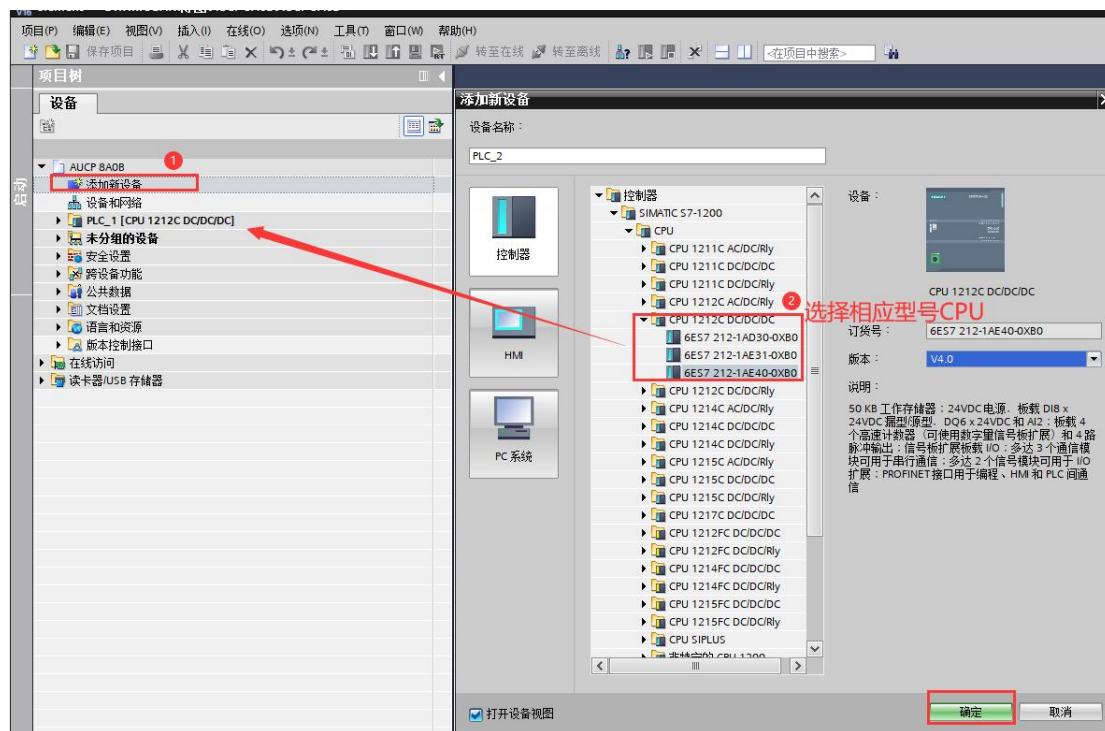 项目(P) 编辑(E) 视图(V) 插入(I) 在线(O) 选项(N) 工具(T) 窗口(W) 帮助(H)
保存项目 转至在线 转至离线 <在项目中搜索>
项目树
设备
启动
AUCP 8A0B
1
添加新设备
设备和网络
PLC_1 [CPU 1212C DC/DC/DC]
未分组的设备
安全设置
跨设备功能
公共数据
文档设置
语言和资源
版本控制接口
在线访问
读卡器/USB 存储器
添加新设备
设备名称：
PLC_2
控制器
HMI
PC 系统
控制器
SIMATIC S7-1200
CPU
CPU 1211C AC/DC/Rly
CPU 1211C DC/DC/DC
CPU 1211C DC/DC/Rly
CPU 1212C AC/DC/Rly
2 选择相应型号CPU
CPU 1212C DC/DC/DC
6ES7 212-1AD30-0XB0
6ES7 212-1AE31-0XB0
6ES7 212-1AE40-0XB0
CPU 1212C DC/DC/Rly
CPU 1214C AC/DC/Rly
CPU 1214C DC/DC/DC
CPU 1214C DC/DC/Rly
CPU 1215C AC/DC/Rly
CPU 1215C DC/DC/DC
CPU 1215C DC/DC/Rly
CPU 1217C DC/DC/DC
CPU 1212FC DC/DC/DC
CPU 1212FC DC/DC/Rly
CPU 1214FC DC/DC/DC
CPU 1214FC DC/DC/Rly
CPU 1215FC DC/DC/DC
CPU 1215FC DC/DC/Rly
CPU SIPLUS
设备：
CPU 1212C DC/DC/DC
订货号： 6ES7 212-1AE40-0XB0
版本： V4.0
说明：
50 KB 工作存储器；24VDC 电源，板载 DI8 x
24VDC 漏型/源型，DQ6 x 24VDC 和 AI2；板载 4
个高速计数器（可使用数字量信号板扩展）和 4 路
脉冲输出；信号板扩展板载 I/O；多达 3 个通信模
块可用于串行通信；多达 2 个信号模块可用于 I/O
扩展；PROFINET 接口用于编程、HMI 和 PLC 间通
信
打开设备视图
确定 取消